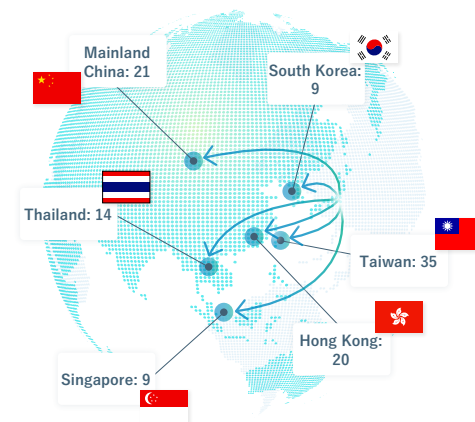 Mainland
China: 21
South Korea:
9
Thailand: 14
Taiwan: 35
Hong Kong:
20
Singapore: 9